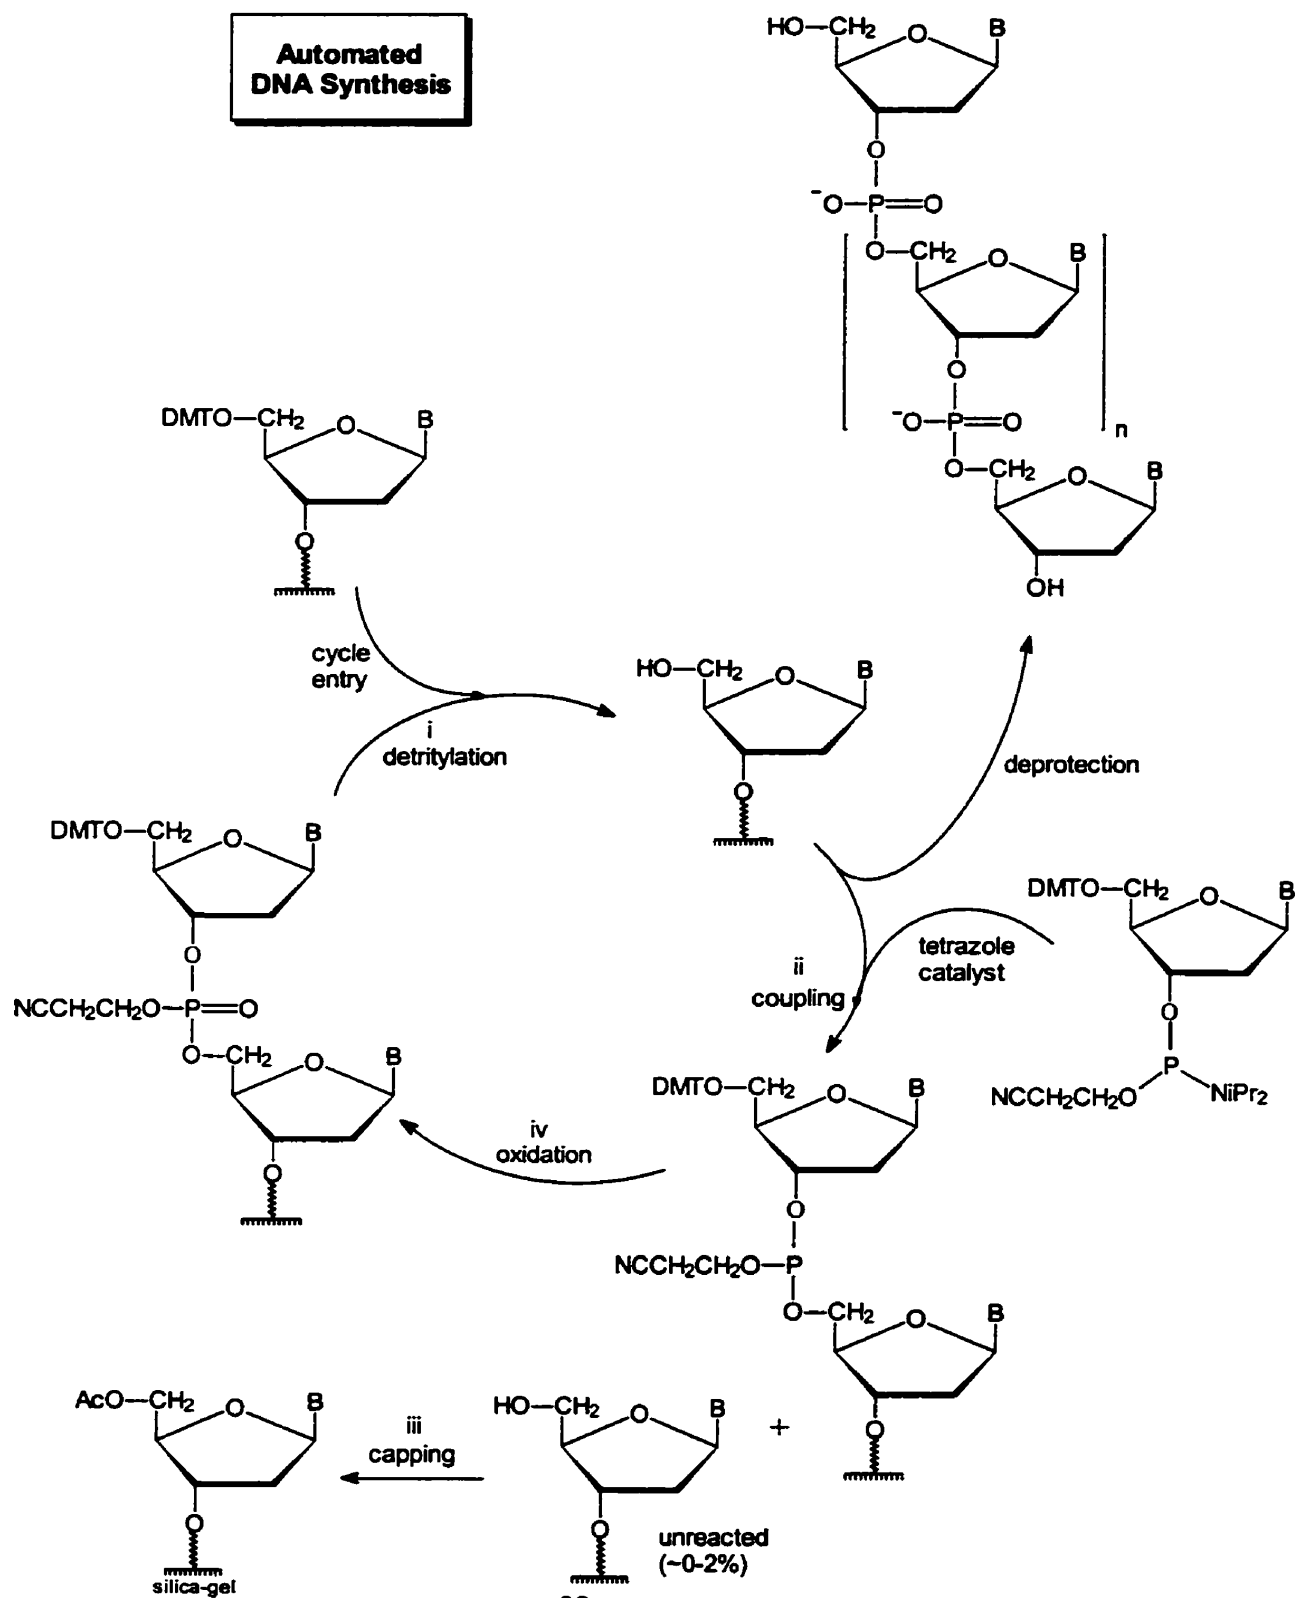 Automated
DNA Synthesis
HO–CH₂
O
B
O
⁻O–P=O
O–CH₂
O
B
O
⁻O–P=O
n
O–CH₂
O
B
OH
DMTO–CH₂
O
B
O
cycle
entry
i
detritylation
HO–CH₂
O
B
O
deprotection
DMTO–CH₂
O
B
O
NCCH₂CH₂O–P=O
O–CH₂
O
B
O
DMTO–CH₂
O
B
O
P
NCCH₂CH₂O
NiPr₂
tetrazole
catalyst
ii
coupling
iv
oxidation
DMTO–CH₂
O
B
O
NCCH₂CH₂O–P
O–CH₂
O
B
O
AcO–CH₂
O
B
O
silica-gel
iii
capping
HO–CH₂
O
B
O
+
unreacted
(~0-2%)